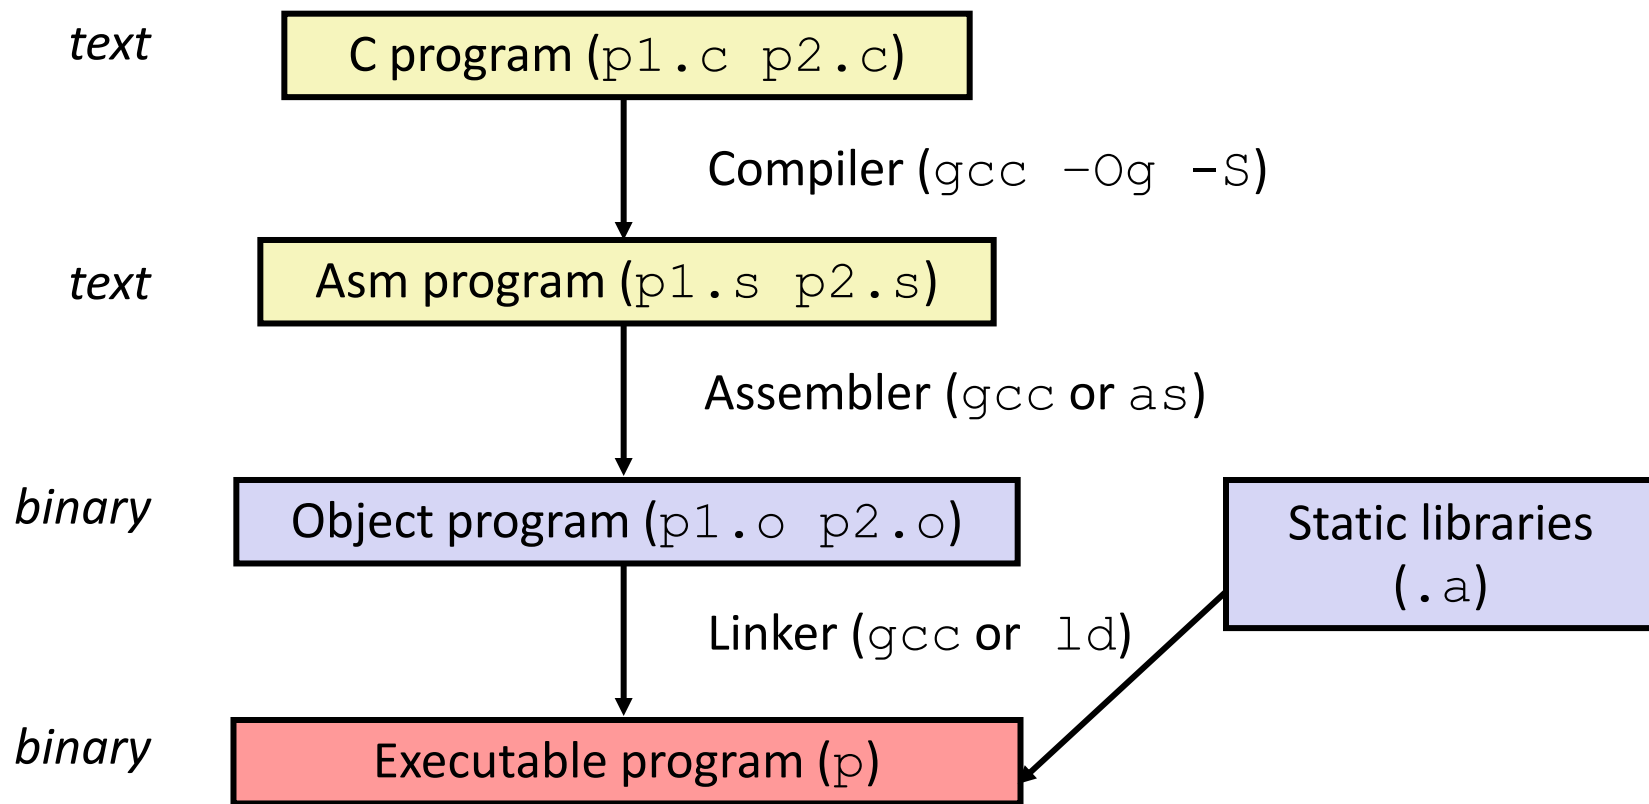 text
C program (p1.c p2.c)
Compiler (gcc –Og -S)
text
Asm program (p1.s p2.s)
Assembler (gcc or as)
binary
Object program (p1.o p2.o)
Static libraries
(.a)
Linker (gcc or ld)
binary
Executable program (p)